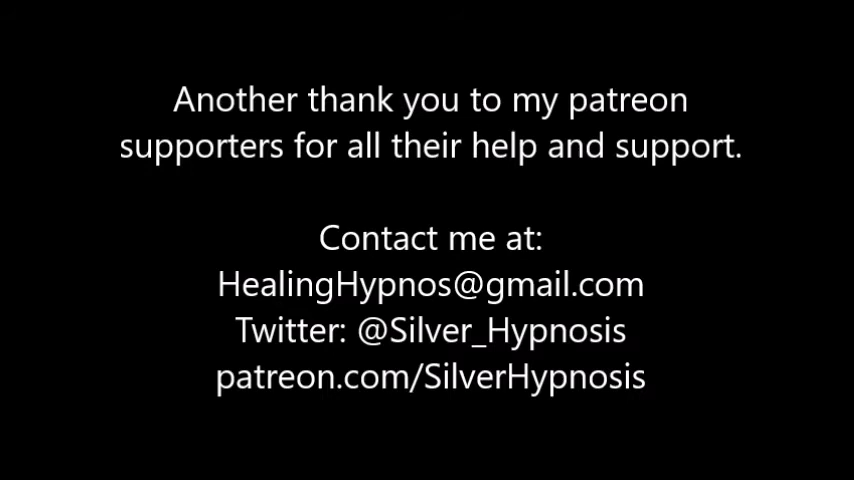 Another thank you to my patreon
supporters for all their help and support.
Contact me at:
HealingHypnos@gmail.com
Twitter: @Silver_Hypnosis
patreon.com/SilverHypnosis